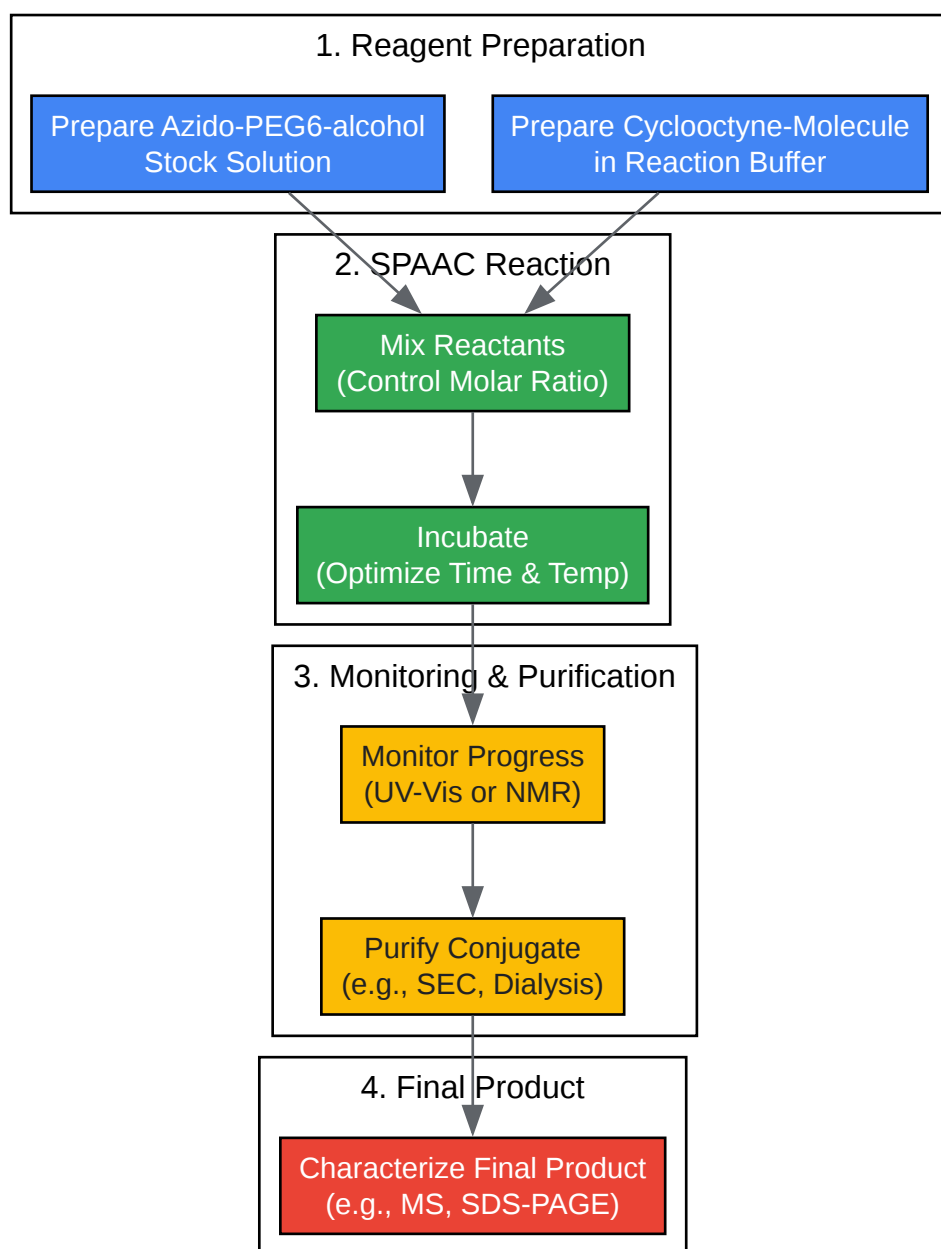 1. Reagent Preparation
Prepare Azido-PEG6-alcohol
Stock Solution
Prepare Cyclooctyne-Molecule
in Reaction Buffer
2. SPAAC Reaction
Mix Reactants
(Control Molar Ratio)
Incubate
(Optimize Time & Temp)
3. Monitoring & Purification
Monitor Progress
(UV-Vis or NMR)
Purify Conjugate
(e.g., SEC, Dialysis)
4. Final Product
Characterize Final Product
(e.g., MS, SDS-PAGE)